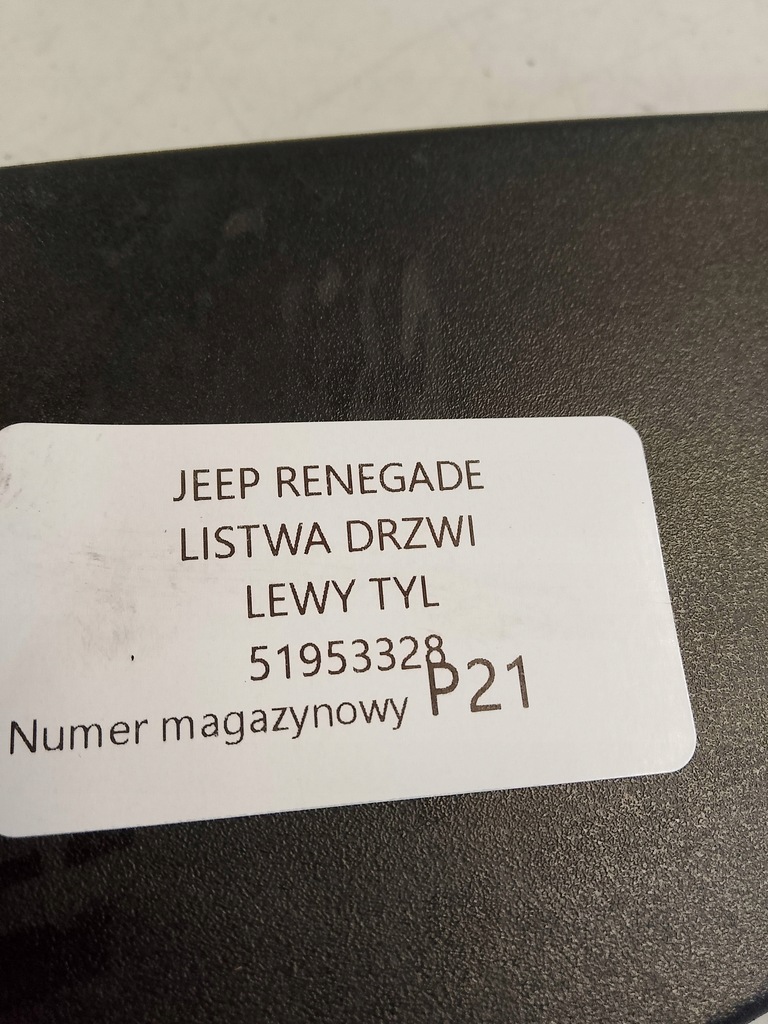 JEEP RENEGADE
LISTWA DRZWI
LEWY TYL
51953328
Numer magazynowy P21